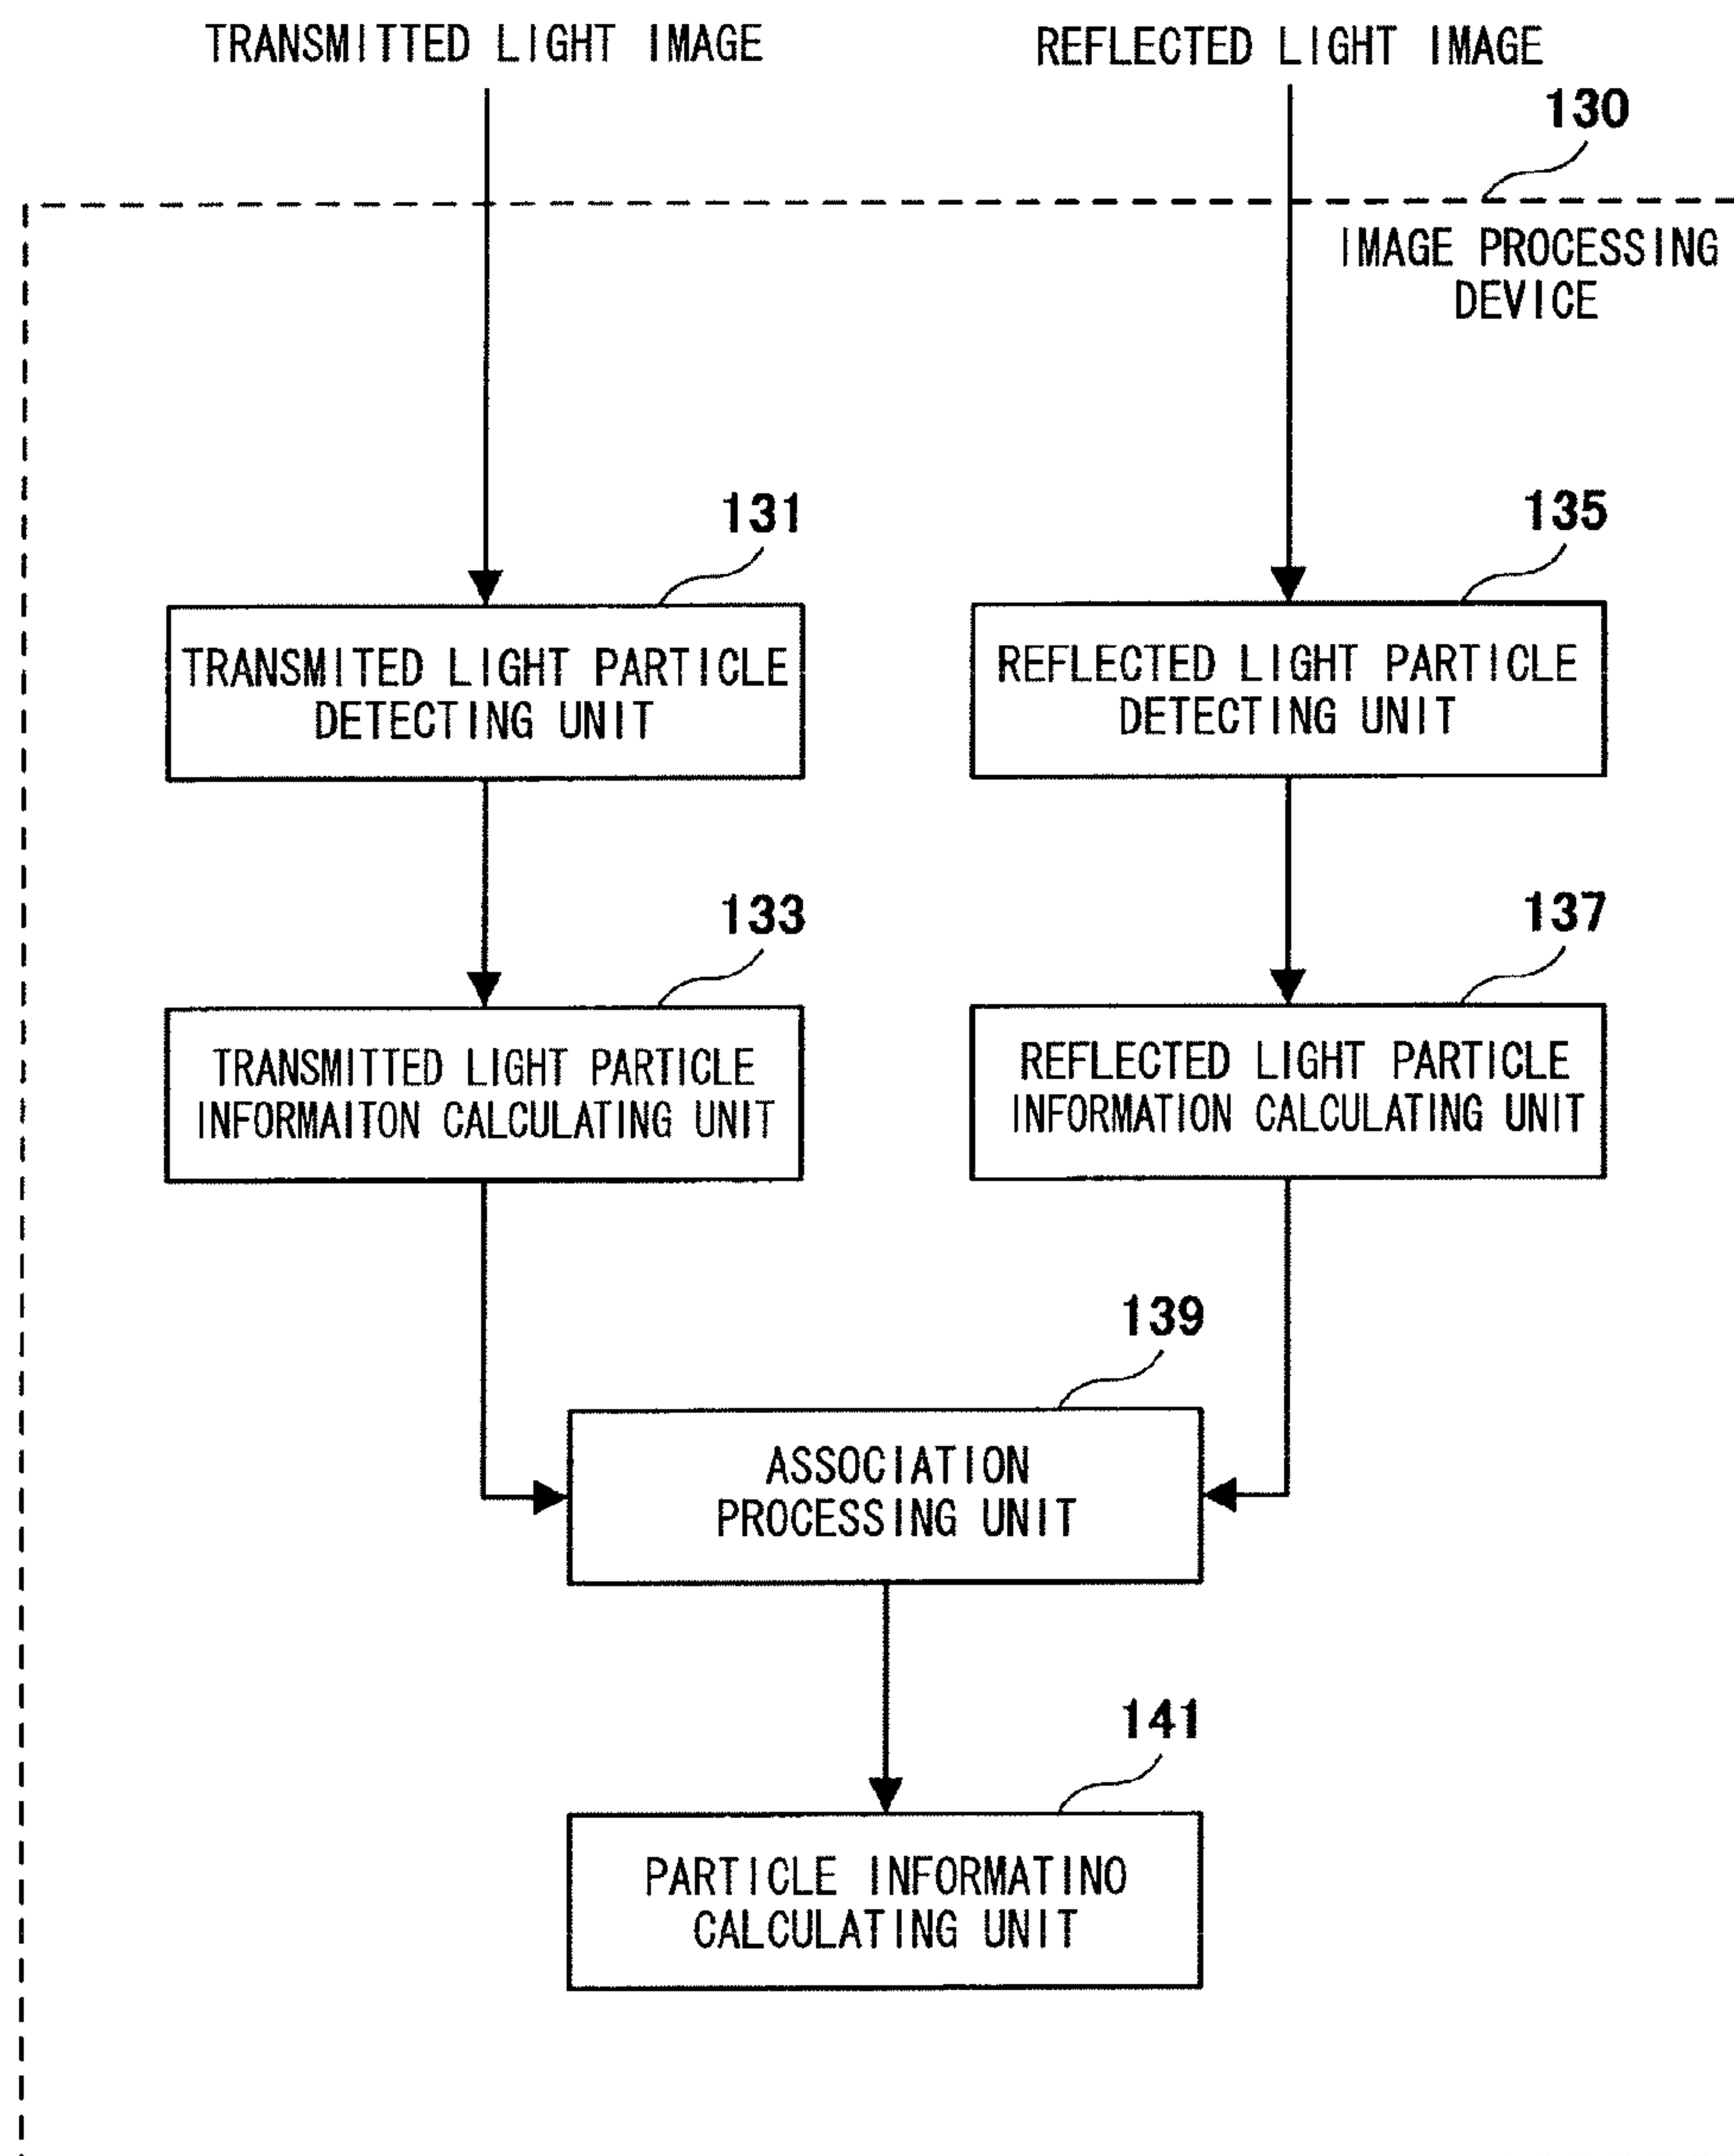 TRANSMITTED LIGHT IMAGE
REFLECTED LIGHT IMAGE
130
IMAGE PROCESSING
DEVICE
131
135
TRANSMITED LIGHT PARTICLE
DETECTING UNIT
REFLECTED LIGHT PARTICLE
DETECTING UNIT
133
137
TRANSMITTED LIGHT PARTICLE
INFORMAITON CALCULATING UNIT
REFLECTED LIGHT PARTICLE
INFORMATION CALCULATING UNIT
139
ASSOCIATION
PROCESSING UNIT
141
PARTICLE INFORMATINO
CALCULATING UNIT